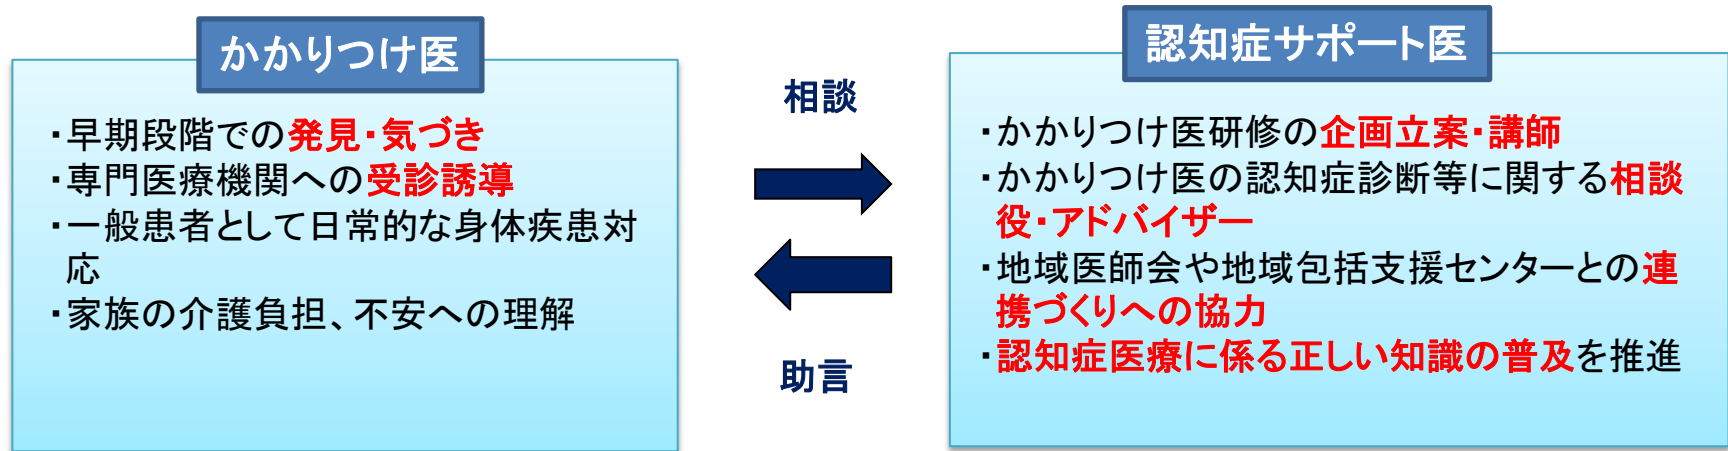 かかりつけ医
・早期段階での発見・気づき
・専門医療機関への受診誘導
・一般患者として日常的な身体疾患対
応
・家族の介護負担、不安への理解
相談
助言
認知症サポート医
・かかりつけ医研修の企画立案・講師
・かかりつけ医の認知症診断等に関する相談
役・アドバイザー
・地域医師会や地域包括支援センターとの連
携づくりへの協力
・認知症医療に係る正しい知識の普及を推進